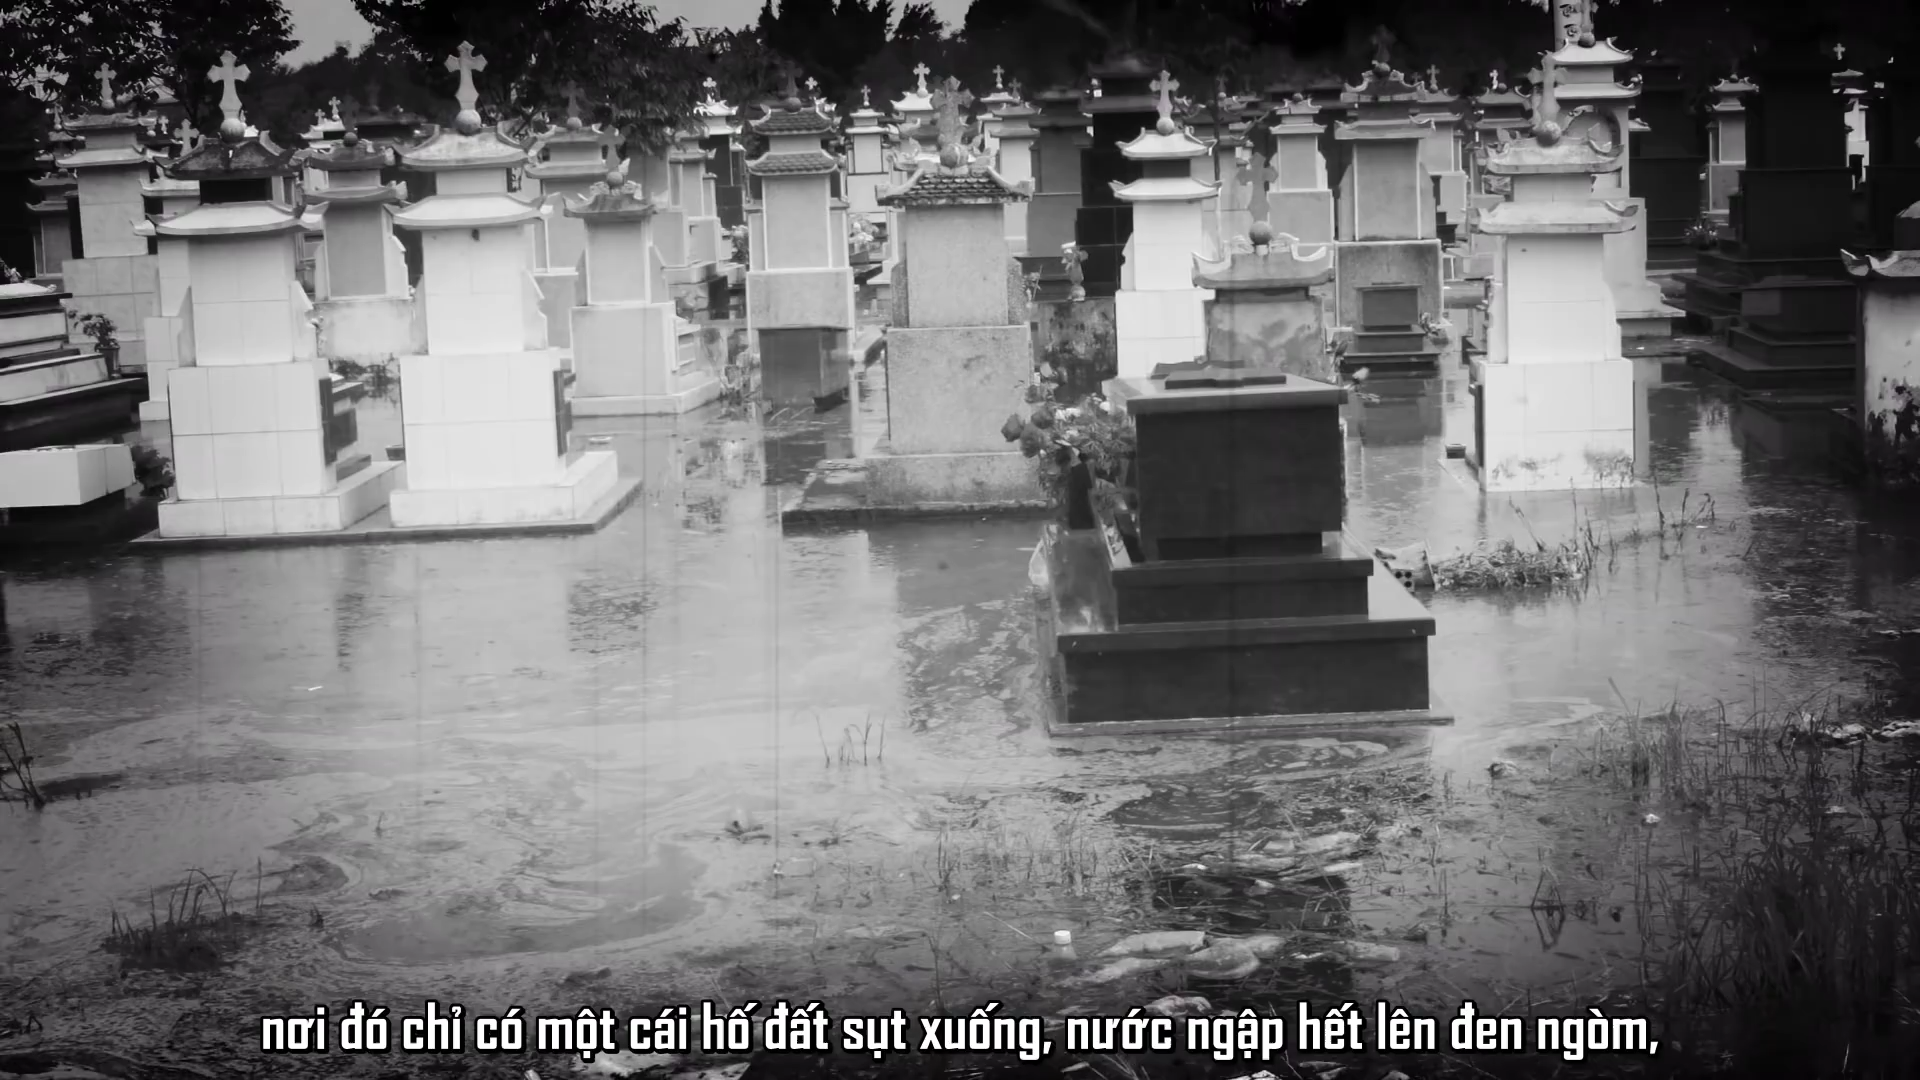 nơi đó chỉ có một cái hố đất sụt xuống, nước ngập hết lên đen ngòm,